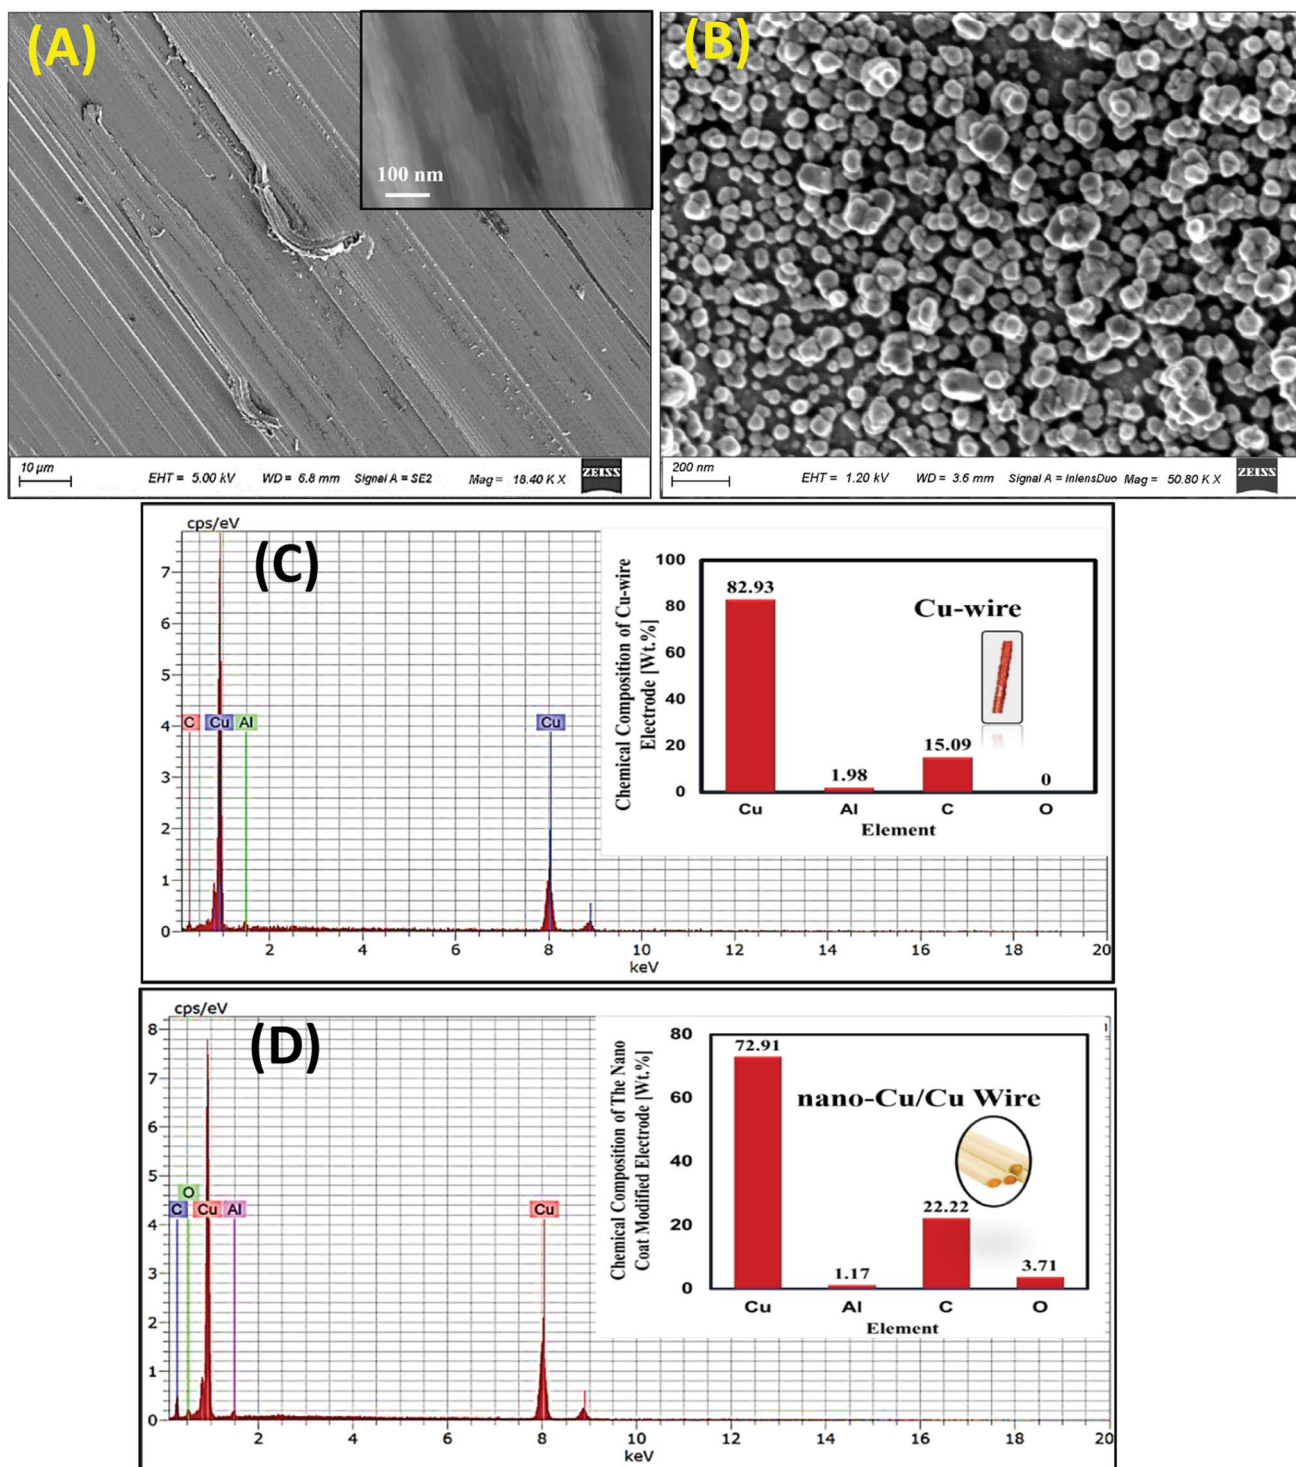 (A)
100 nm
10 µm
EHT = 5.00 kV WD = 6.8 mm Signal A = SE2 Mag = 18.40 K X
ZEISS
(B)
200 nm
EHT = 1.20 kV WD = 3.6 mm Signal A = InlensDuo Mag = 50.80 K X
ZEISS
cps/eV
(C)
7
6
5
4
3
2
1
0
C
Cu
Al
Cu
2 4 6 8 10 12 14 16 18 20
keV
Chemical Composition of Cu-wire
Electrode [Wt.%]
100
80
60
40
20
0
82.93
1.98
15.09
0
Cu-wire
Cu Al C O
Element
cps/eV
(D)
8
7
6
5
4
3
2
1
0
O
C
Cu
Al
Cu
2 4 6 8 10 12 14 16 18 20
keV
Chemical Composition of The Nano
Coat Modified Electrode [Wt.%]
80
60
40
20
0
72.91
1.17
22.22
3.71
nano-Cu/Cu Wire
Cu Al C O
Element